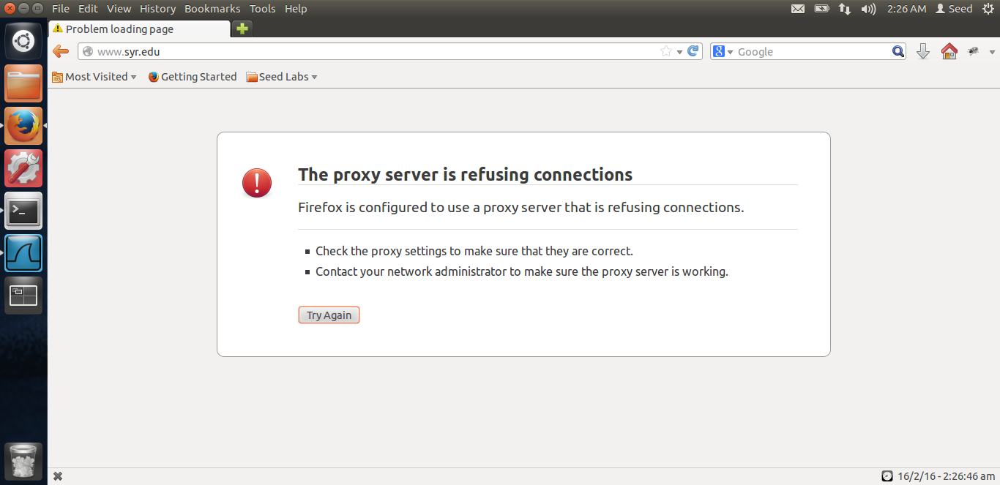 File Edit View History Bookmarks Tools Help 2:26 AM Seed
Problem loading page
www.syr.edu Google
Most Visited Getting Started Seed Labs
The proxy server is refusing connections
Firefox is configured to use a proxy server that is refusing connections.
Check the proxy settings to make sure that they are correct.
Contact your network administrator to make sure the proxy server is working.
Try Again
16/2/16 - 2:26:46 am